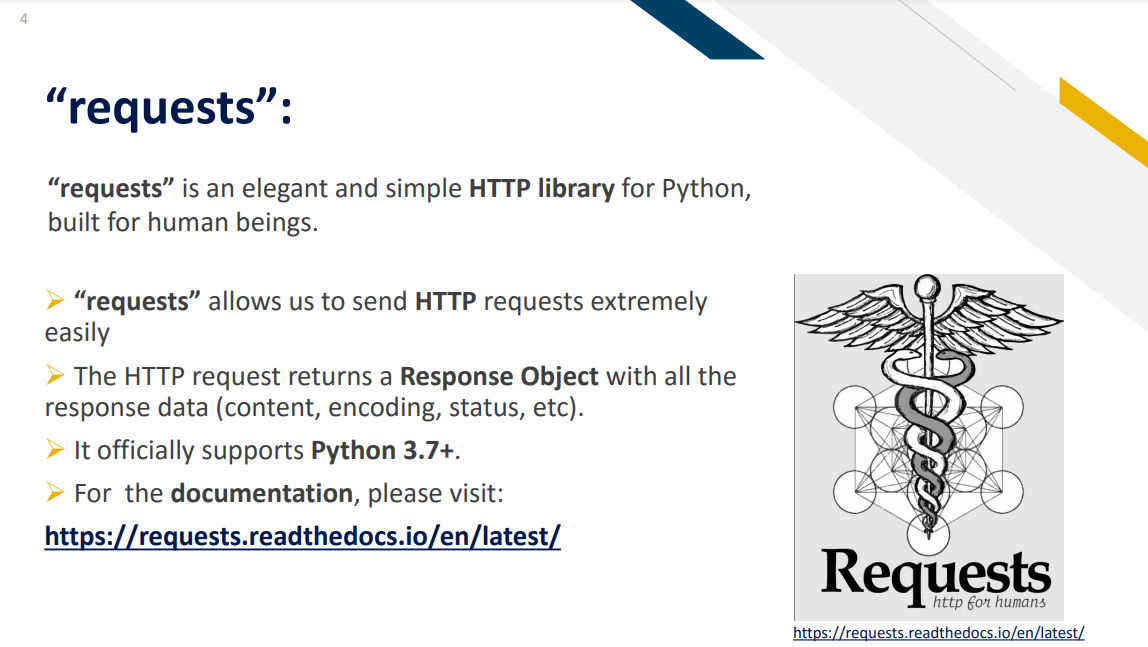 4
“requests”:
“requests” is an elegant and simple HTTP library for Python,
built for human beings.
➢ “requests” allows us to send HTTP requests extremely
easily
➢ The HTTP request returns a Response Object with all the
response data (content, encoding, status, etc).
➢ It officially supports Python 3.7+.
➢ For  the documentation, please visit:
https://requests.readthedocs.io/en/latest/
Requests
http for humans
https://requests.readthedocs.io/en/latest/